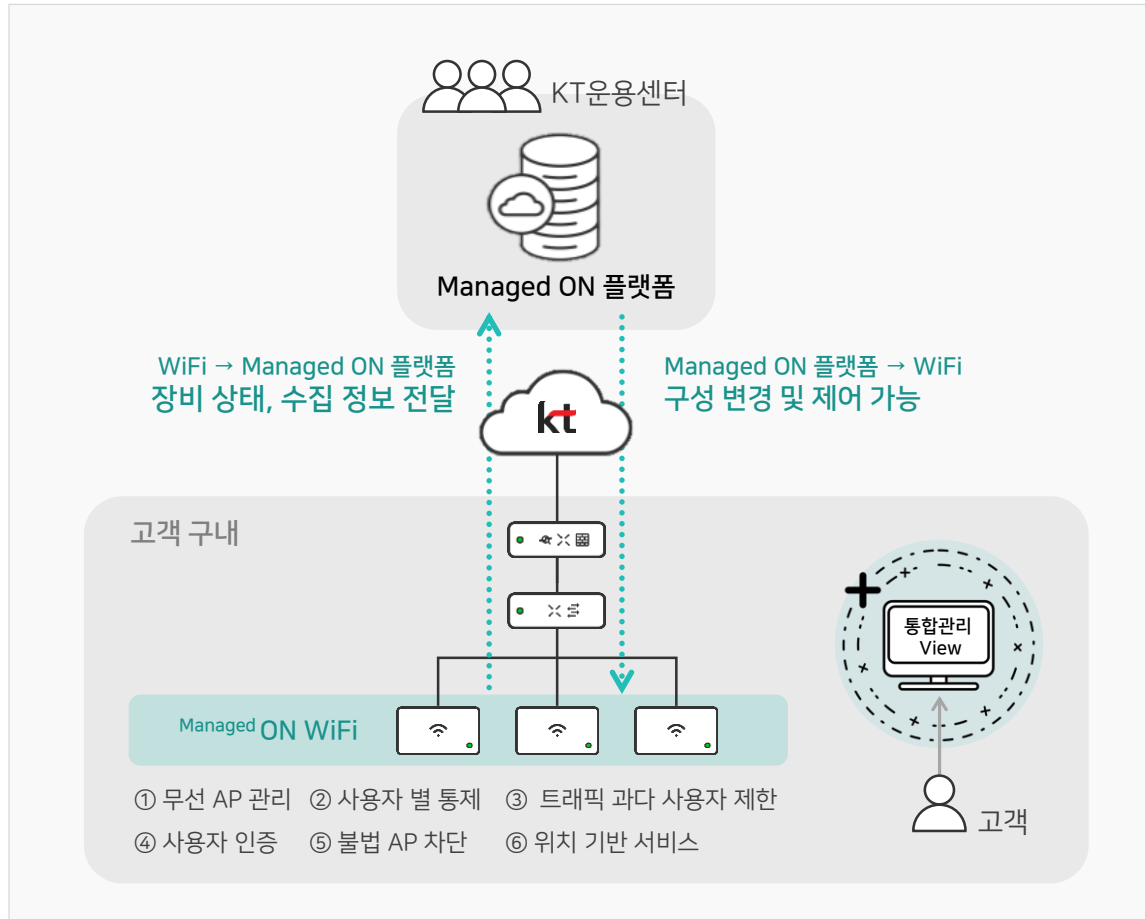 KT운용센터
Managed ON 플랫폼
WiFi → Managed ON 플랫폼
장비 상태, 수집 정보 전달
Managed ON 플랫폼 → WiFi
구성 변경 및 제어 가능
kt
고객 구내
통합관리
View
Managed ON WiFi
① 무선 AP 관리 ② 사용자 별 통제 ③ 트래픽 과다 사용자 제한
④ 사용자 인증 ⑤ 불법 AP 차단 ⑥ 위치 기반 서비스
고객